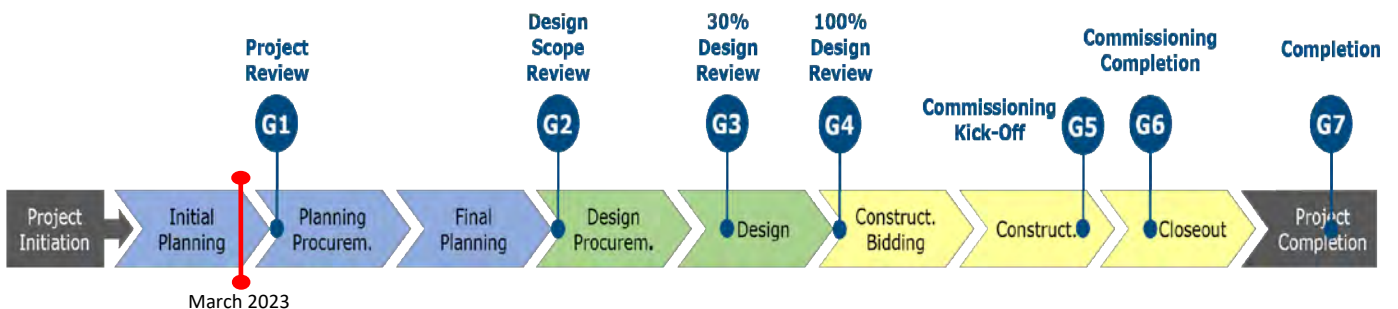 Project
Review
Design
Scope
Review
30%
Design
Review
100%
Design
Review
Commissioning
Kick-Off
Commissioning
Completion
Completion
G1
G2
G3
G4
G5
G6
G7
Project
Initiation
Initial
Planning
Planning
Procurem.
Final
Planning
Design
Procurem.
Design
Construct.
Bidding
Construct.
Closeout
Project
Completion
March 2023